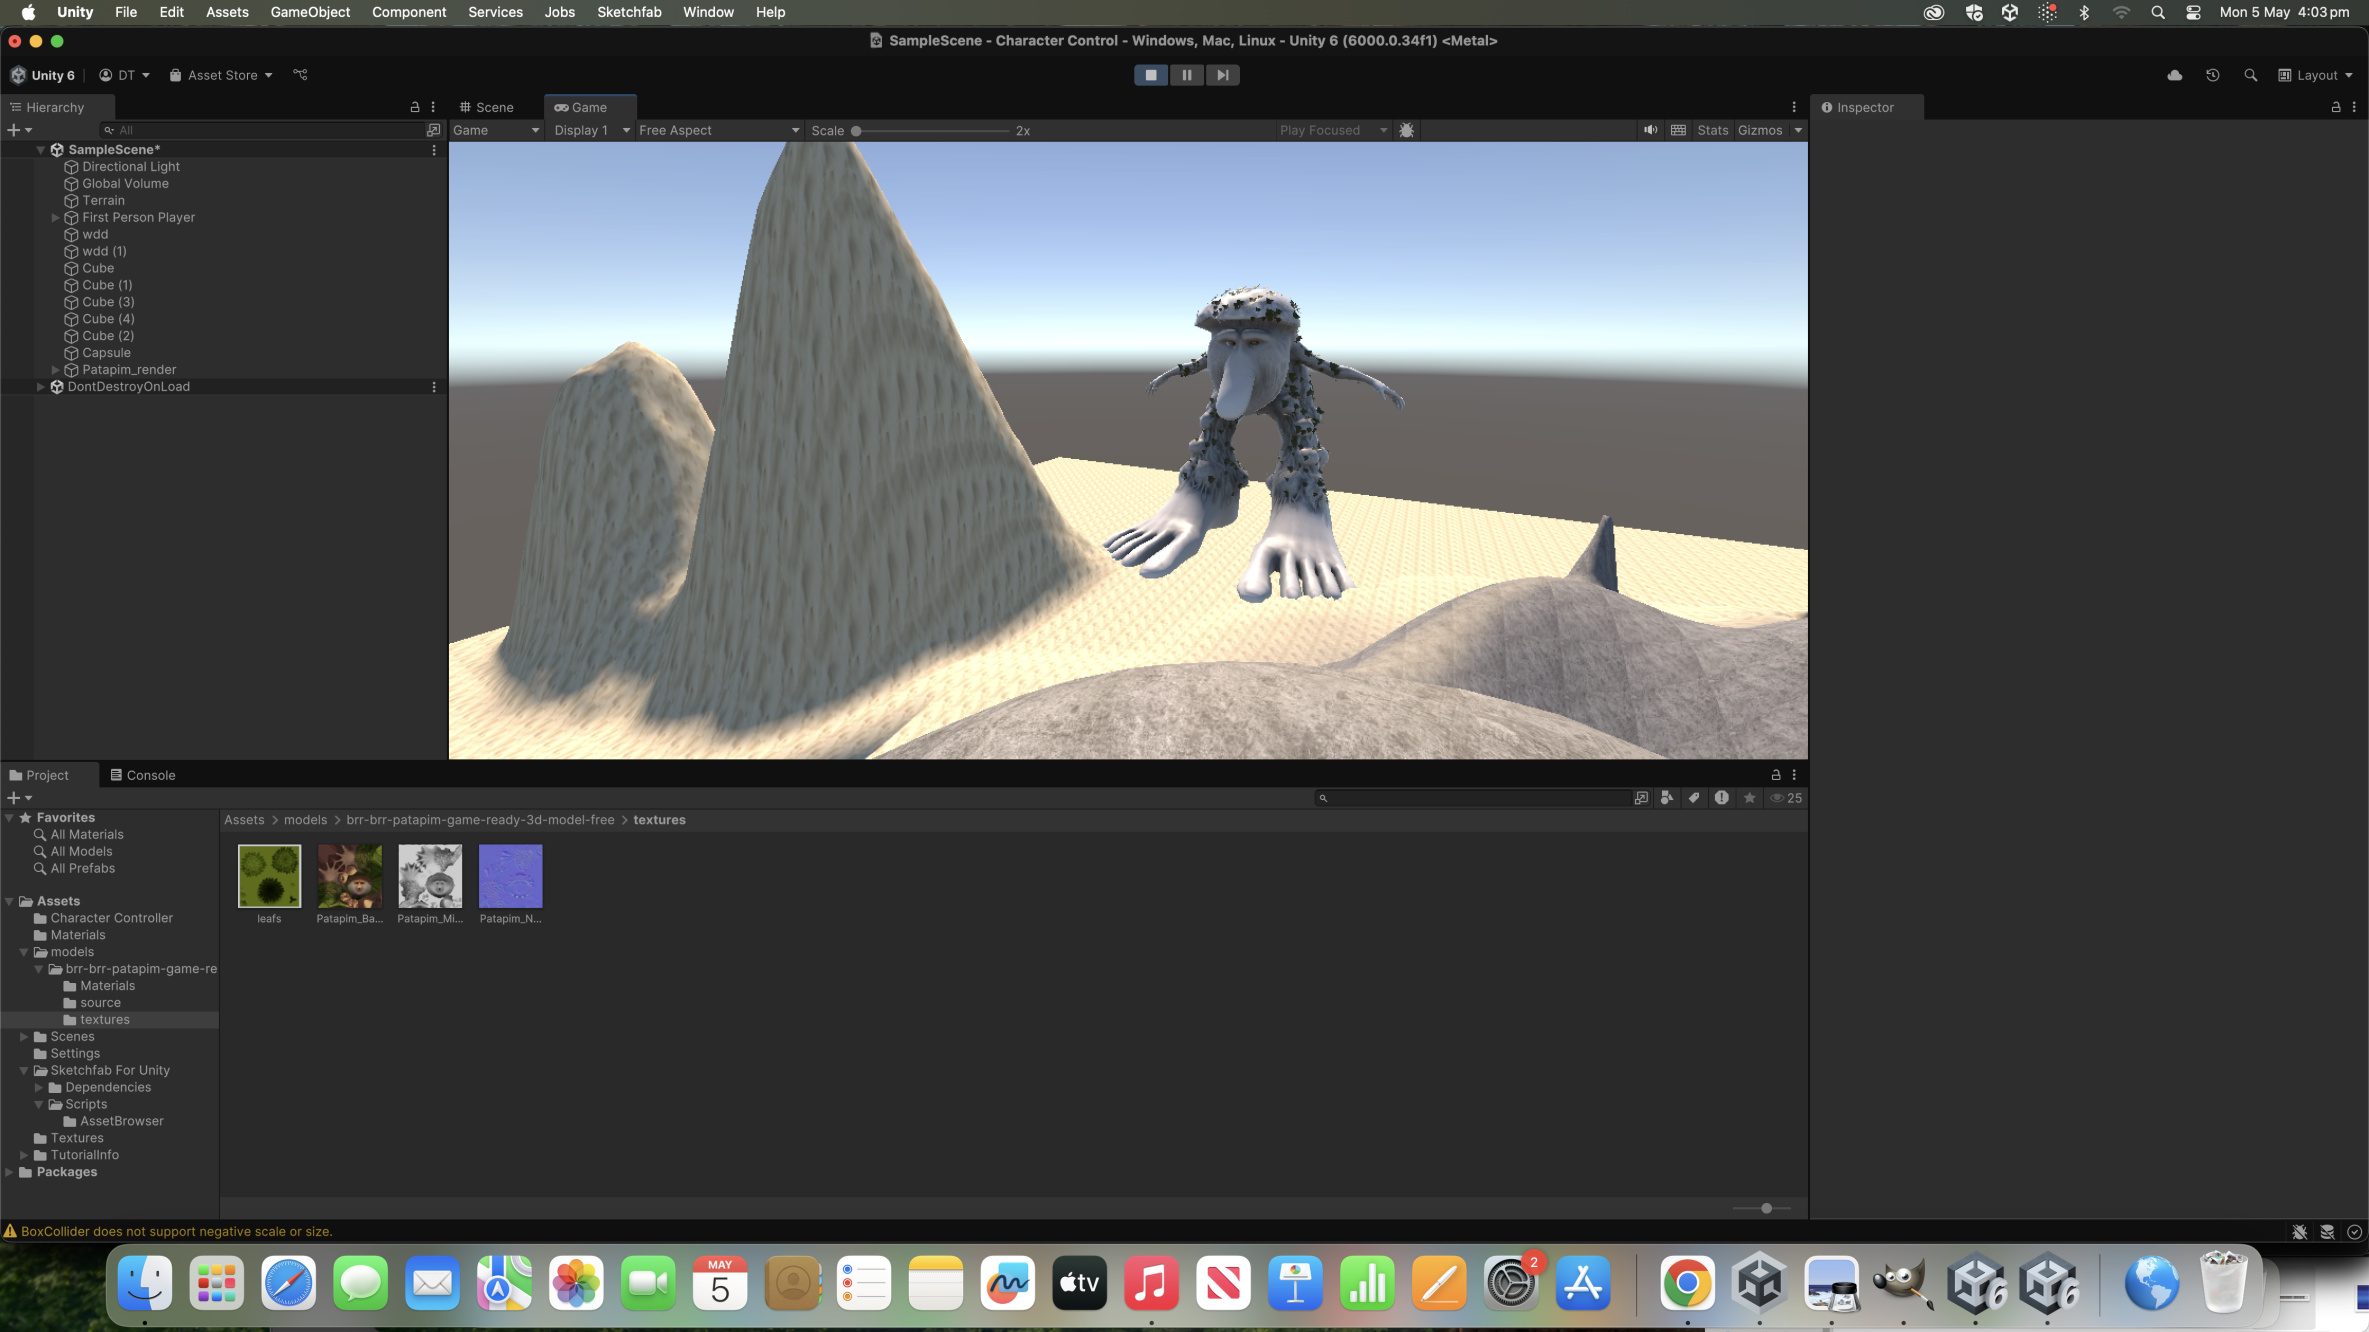 Unity File Edit Assets GameObject Component Services Jobs Sketchfab Window Help Mon 5 May 4:03 pm
SampleScene - Character Control - Windows, Mac, Linux - Unity 6 (6000.0.34f1) <Metal>
Unity 6 DT Asset Store Layout
Hierarchy Scene Game Inspector
All Game Display 1 Free Aspect Scale 2x Play Focused Stats Gizmos
SampleScene*
Directional Light
Global Volume
Terrain
First Person Player
wdd
wdd (1)
Cube
Cube (1)
Cube (3)
Cube (4)
Cube (2)
Capsule
Patapim_render
DontDestroyOnLoad
Project Console
25
Favorites
All Materials
All Models
All Prefabs
Assets
Character Controller
Materials
models
brr-brr-patapim-game-re
Materials
source
textures
Scenes
Settings
Sketchfab For Unity
Dependencies
Scripts
AssetBrowser
Textures
TutorialInfo
Packages
Assets > models > brr-brr-patapim-game-ready-3d-model-free > textures
leafs Patapim_Ba... Patapim_Mi... Patapim_N...
BoxCollider does not support negative scale or size.
MAY
5
tv
2
6
6